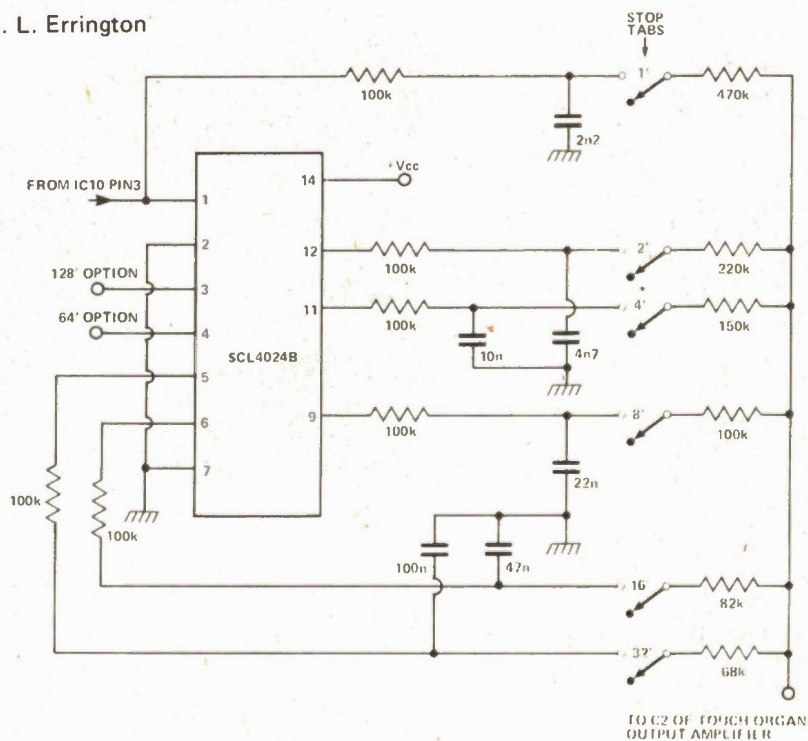 . L. Errington
STOP
TABS
1'
100k
470k
2n2
Vcc
FROM IC10 PIN3
1
14
2
12
100k
2'
220k
128' OPTION
3
11
100k
4'
150k
64' OPTION
4
10n
4n7
SCL4024B
5
6
9
100k
8'
100k
7
22n
100k
100k
100n
47n
16'
82k
32'
68k
TO C2 OF TOUCH ORGAN
OUTPUT AMPLIFIER